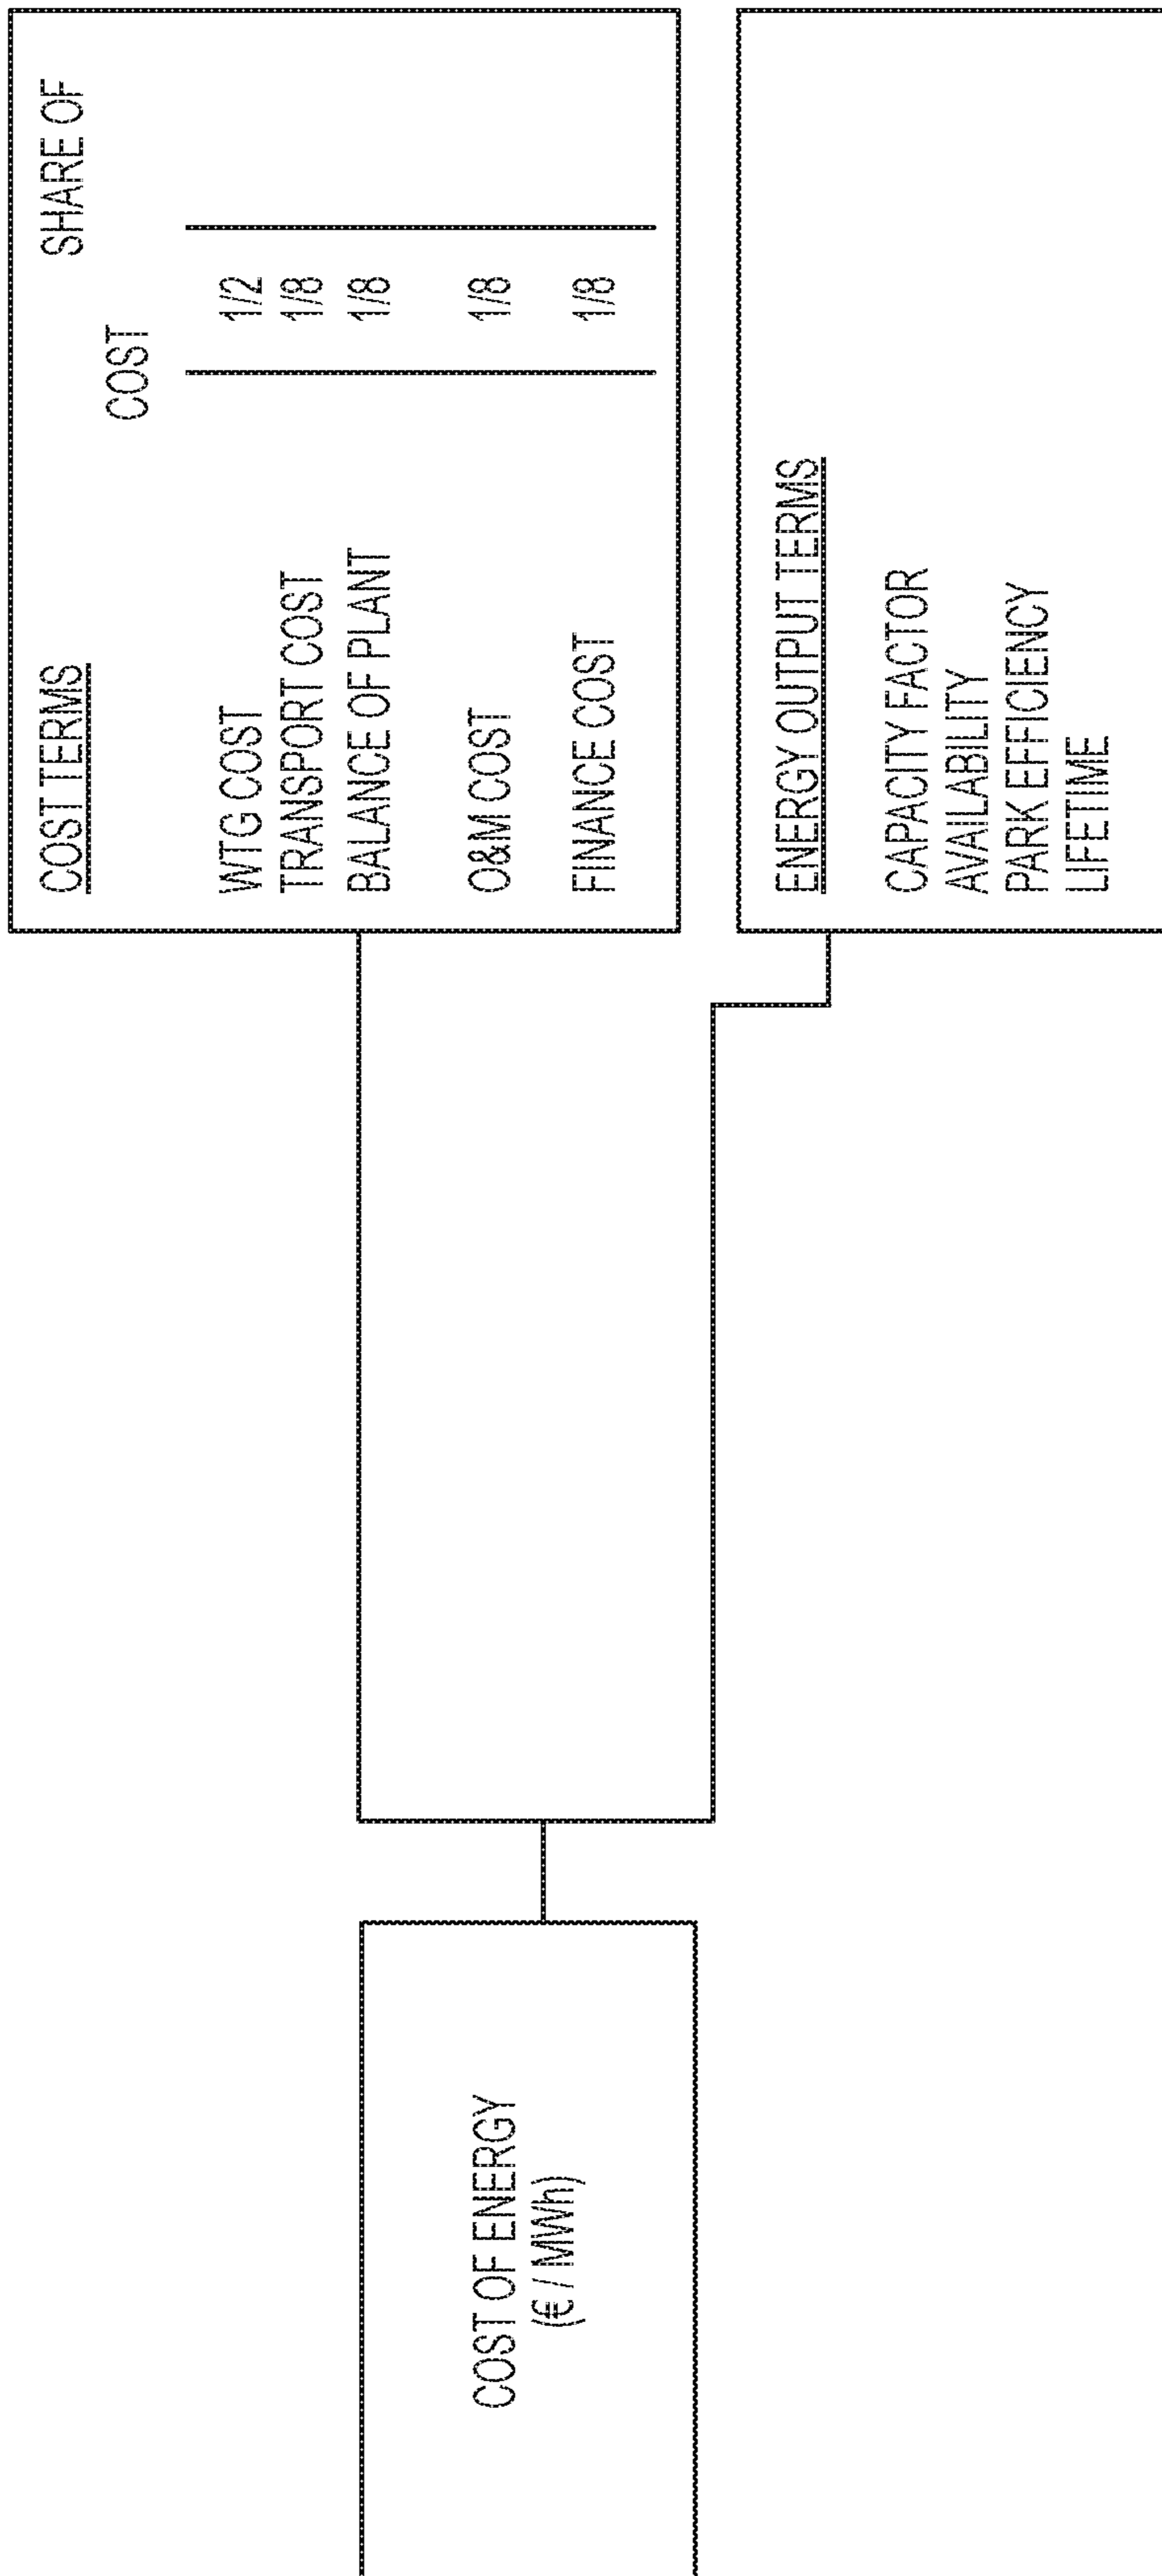 COST OF ENERGY
(€ / MWh)
COST TERMS SHARE OF
COST
WTG COST 1/2
TRANSPORT COST 1/8
BALANCE OF PLANT 1/8
O&M COST 1/8
FINANCE COST 1/8
ENERGY OUTPUT TERMS
CAPACITY FACTOR
AVAILABILITY
PARK EFFICIENCY
LIFETIME